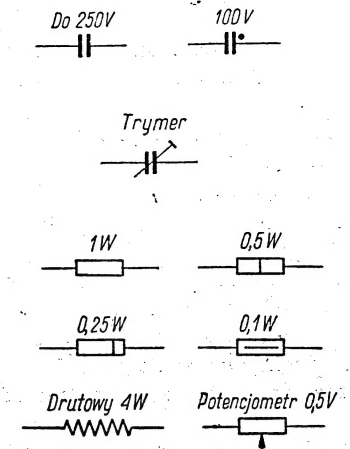 Do 250V
100V
Trymer
1W
0,5W
0,25W
0,1W
Drutowy 4W
Potencjometr 0,5V